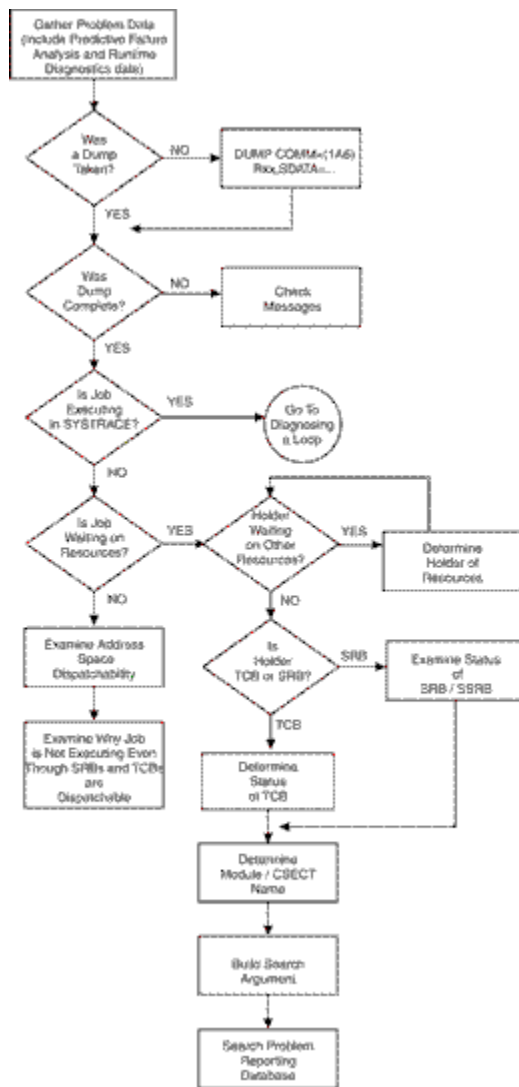 Gather Problem Data
(Include Predictive Failure
Analysis and Runtime
Diagnostics data)
Was
a Dump
Taken?
NO
DUMP COMM=(1A6)
Rxx,SDATA=...
YES
Was
Dump
Complete?
NO
Check
Messages
YES
Is Job
Executing
in SYSTRACE?
YES
Go To
Diagnosing
a Loop
NO
Is Job
Waiting on
Resources?
YES
Holder
Waiting
on Other
Resources?
YES
Determine
Holder of
Resources
NO
NO
Examine Address
Space
Dispatchability
Is
Holder
TCB or SRB?
SRB
Examine Status
of
SRB / SSRB
TCB
Examine Why Job
is Not Executing Even
Though SRBs and TCBs
are
Dispatchable
Determine
Status
of TCB
Determine
Module / CSECT
Name
Build Search
Argument
Search Problem
Reporting
Database